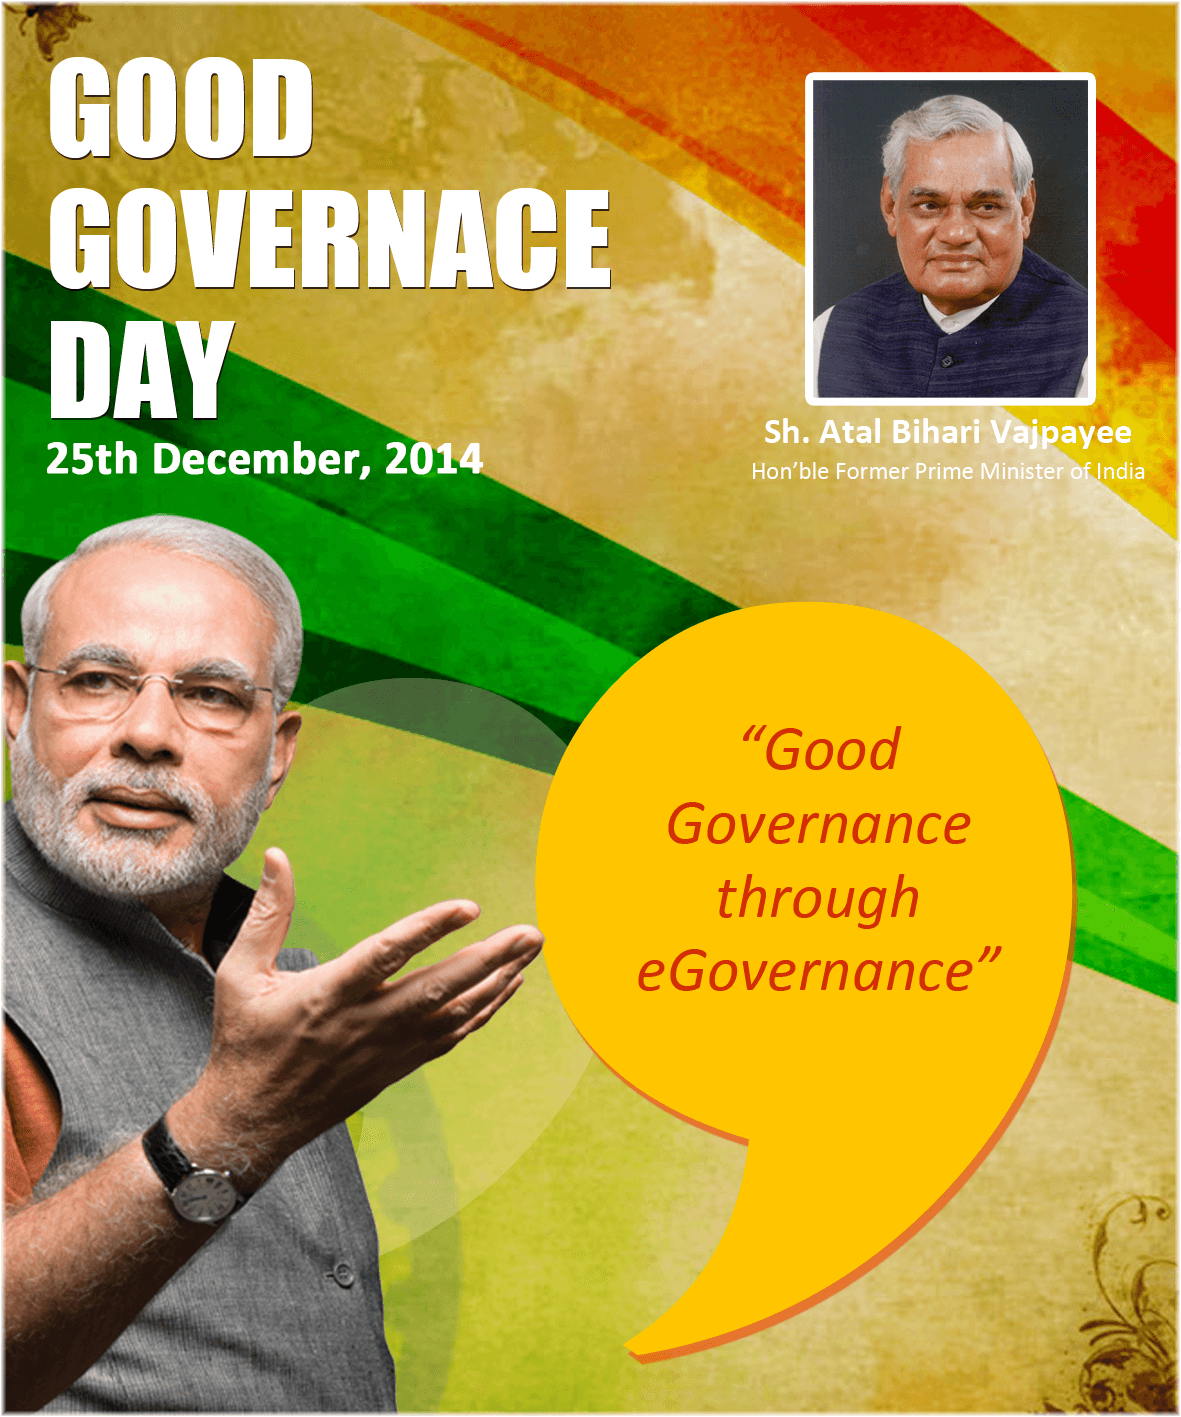 GOOD
GOVERNACE
DAY
25th December, 2014
Sh. Atal Bihari Vajpayee
Hon’ble Former Prime Minister of India
“Good
Governance
through
eGovernance”